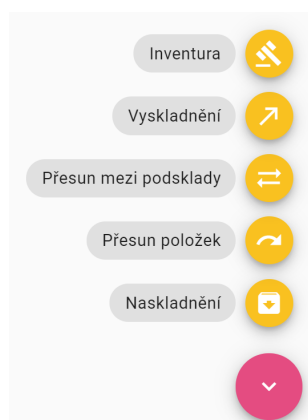 Inventura
Vyskladnění
Přesun mezi podsklady
Přesun položek
Naskladnění